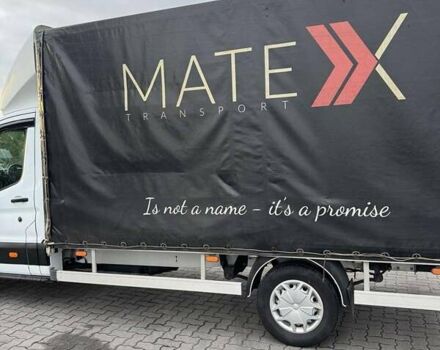 MATEX
TRANSPORT
Is not a name - it's a promise